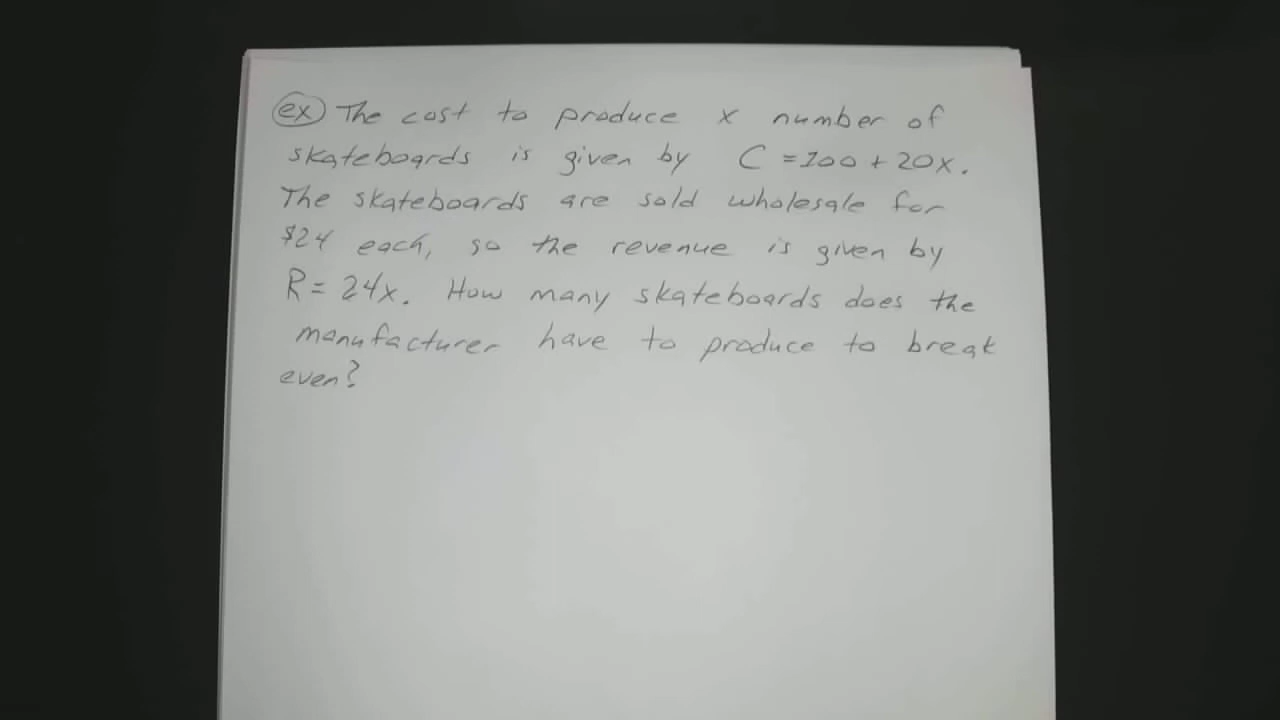 ex The cost to produce x number of
skateboards is given by C = 100 + 20x.
The skateboards are sold wholesale for
$24 each, so the revenue is given by
R = 24x. How many skateboards does the
manufacturer have to produce to break
even?